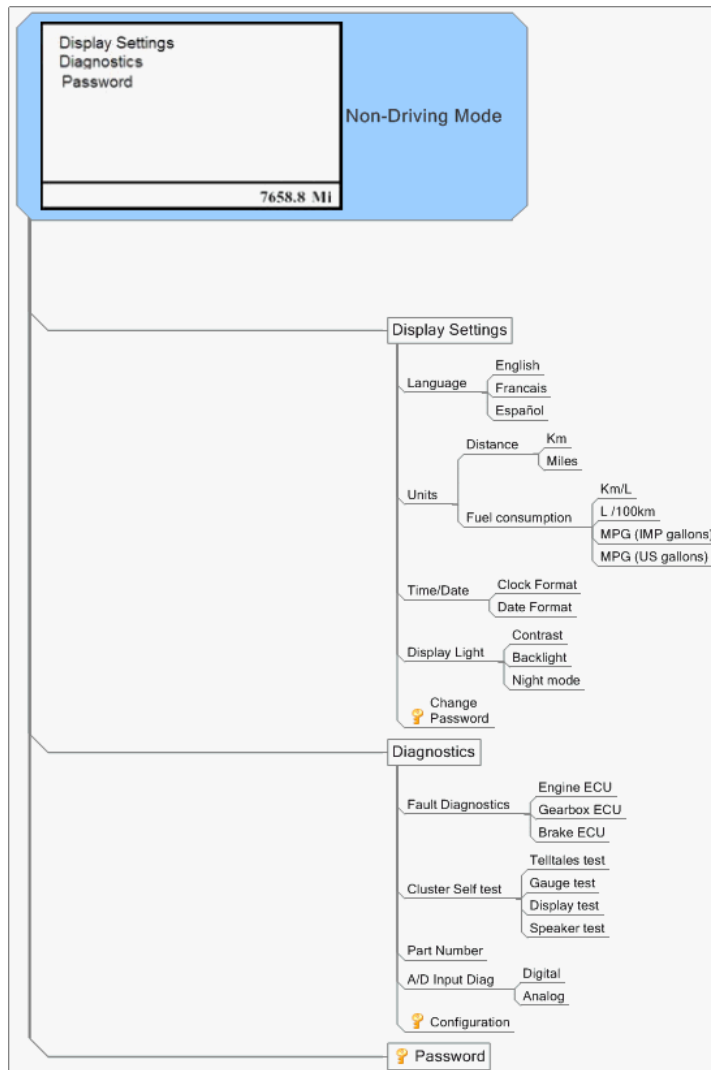 Display Settings
Diagnostics
Password
Non-Driving Mode
7658.8 Mi
Display Settings
Language
English
Francais
Español
Units
Distance
Km
Miles
Fuel consumption
Km/L
L /100km
MPG (IMP gallons)
MPG (US gallons)
Time/Date
Clock Format
Date Format
Display Light
Contrast
Backlight
Night mode
Change
Password
Diagnostics
Fault Diagnostics
Engine ECU
Gearbox ECU
Brake ECU
Cluster Self test
Telltales test
Gauge test
Display test
Speaker test
Part Number
A/D Input Diag
Digital
Analog
Configuration
Password